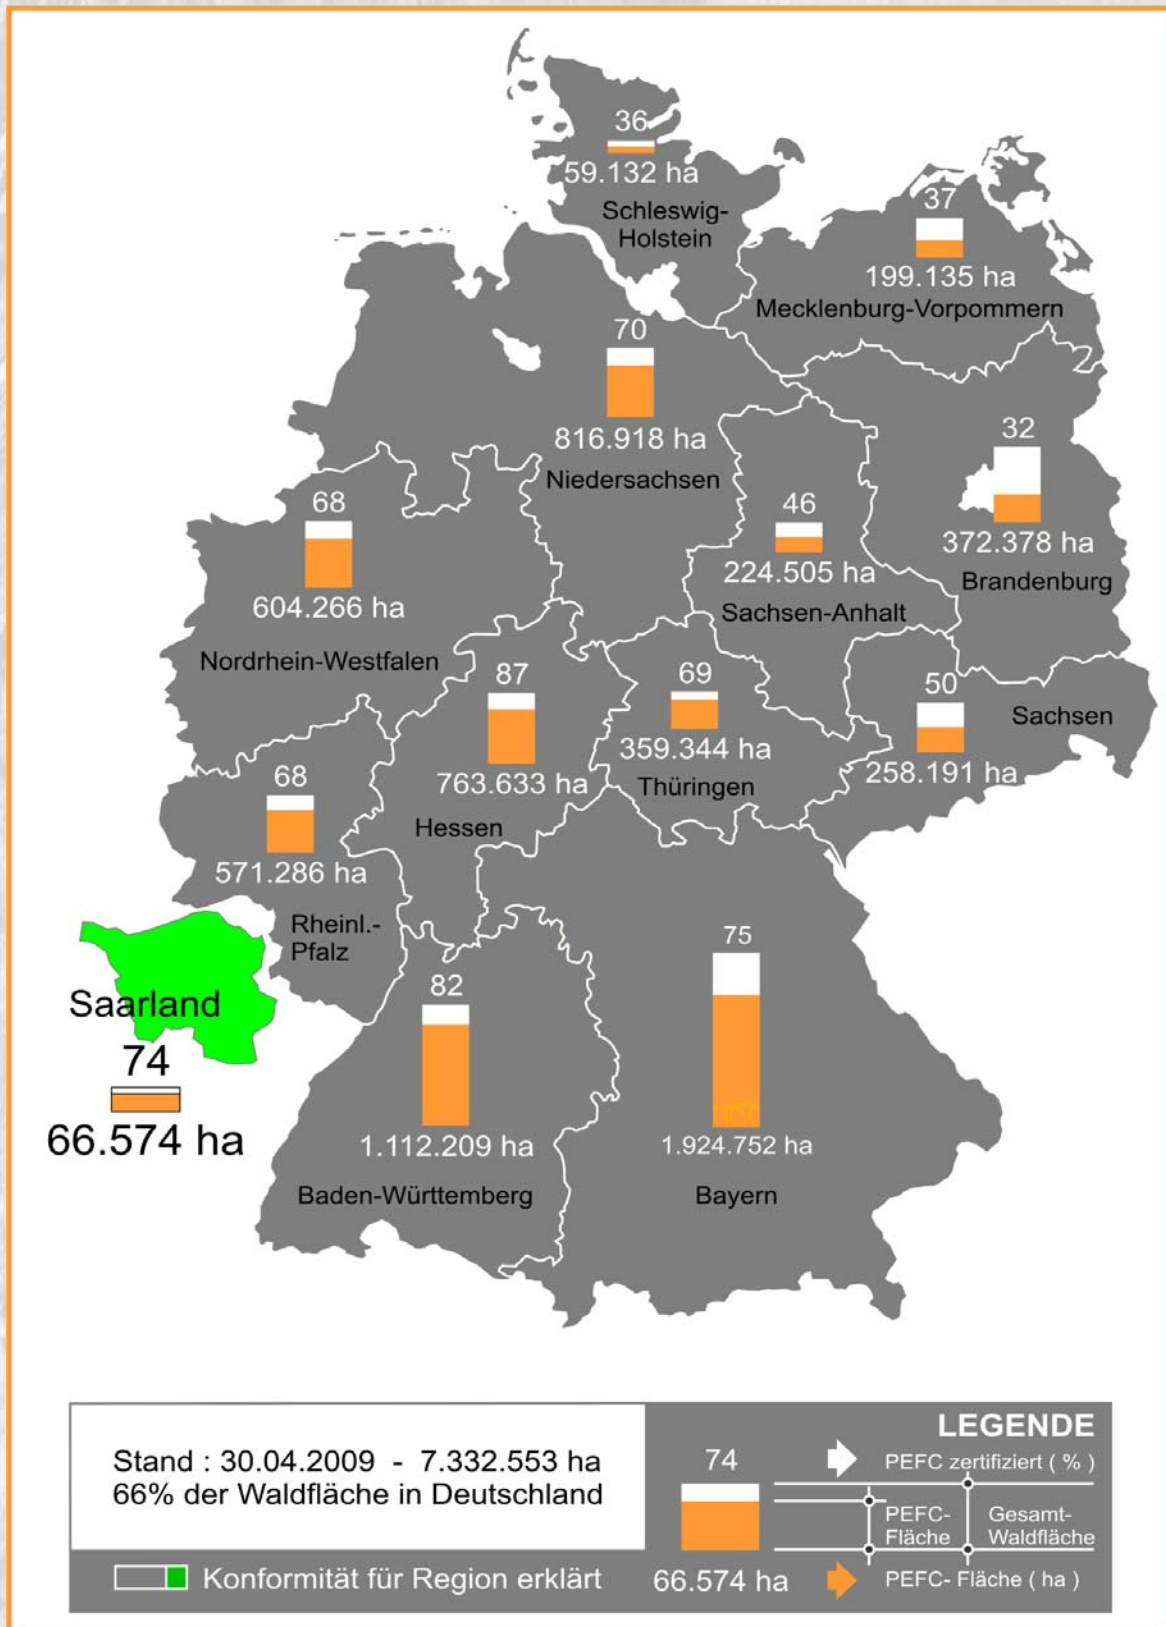 36
59.132 ha
Schleswig-
Holstein
37
199.135 ha
Mecklenburg-Vorpommern
70
816.918 ha
Niedersachsen
32
372.378 ha
Brandenburg
68
604.266 ha
Nordrhein-Westfalen
46
224.505 ha
Sachsen-Anhalt
87
763.633 ha
Hessen
69
359.344 ha
Thüringen
50
Sachsen
258.191 ha
68
571.286 ha
Rheinl.-
Pfalz
Saarland
74
66.574 ha
82
1.112.209 ha
Baden-Württemberg
75
1.924.752 ha
Bayern
Stand : 30.04.2009 - 7.332.553 ha
66% der Waldfläche in Deutschland
Konformität für Region erklärt
LEGENDE
74
PEFC zertifiziert ( % )
PEFC-
Fläche
Gesamt-
Waldfläche
66.574 ha
PEFC- Fläche ( ha )